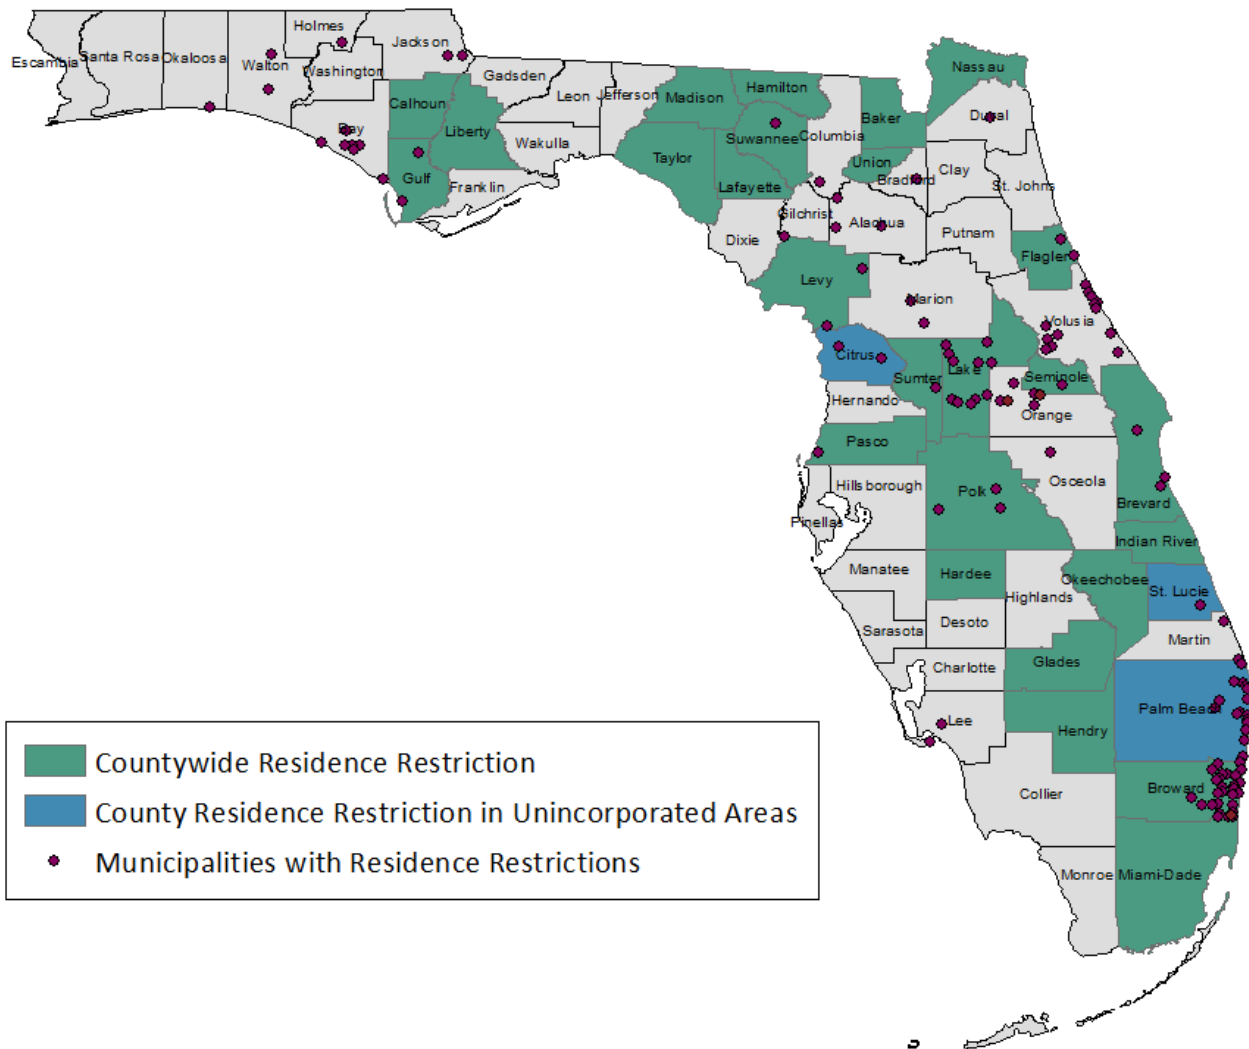 Holmes
Jackson
Escambia
Santa Rosa
Okaloosa
Walton
Washington
Gadsden
Leon
Jefferson
Madison
Hamilton
Nassau
Calhoun
Liberty
Bay
Wakulla
Gulf
Franklin
Taylor
Suwannee
Columbia
Baker
Duval
Lafayette
Union
Bradford
Clay
St. Johns
Dixie
Gilchrist
Alachua
Putnam
Flagler
Levy
Marion
Volusia
Citrus
Sumter
Lake
Seminole
Hernando
Orange
Pasco
Hillsborough
Polk
Osceola
Brevard
Pinellas
Indian River
Manatee
Hardee
Highlands
Okeechobee
St. Lucie
Sarasota
Desoto
Martin
Charlotte
Glades
Lee
Hendry
Palm Beach
Collier
Broward
Monroe
Miami-Dade
Countywide Residence Restriction
County Residence Restriction in Unincorporated Areas
Municipalities with Residence Restrictions